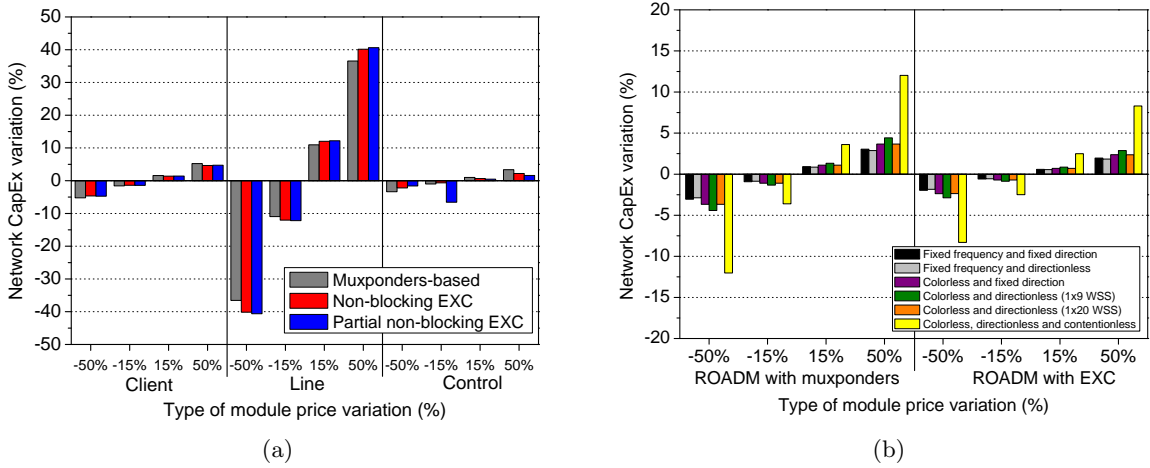 50
40
30
20
10
0
-10
-20
-30
-40
-50
Network CapEx variation (%)
Muxponders-based
Non-blocking EXC
Partial non-blocking EXC
-50% -15% 15% 50% -50% -15% 15% 50% -50% -15% 15% 50%
Client Line Control
Type of module price variation (%)
(a)
20
15
10
5
0
-5
-10
-15
-20
Network CapEx variation (%)
Fixed frequency and fixed direction
Fixed frequency and directionless
Colorless and fixed direction
Colorless and directionless (1x9 WSS)
Colorless and directionless (1x20 WSS)
Colorless, directionless and contentionless
-50% -15% 15% 50% -50% -15% 15% 50%
ROADM with muxponders ROADM with EXC
Type of module price variation (%)
(b)